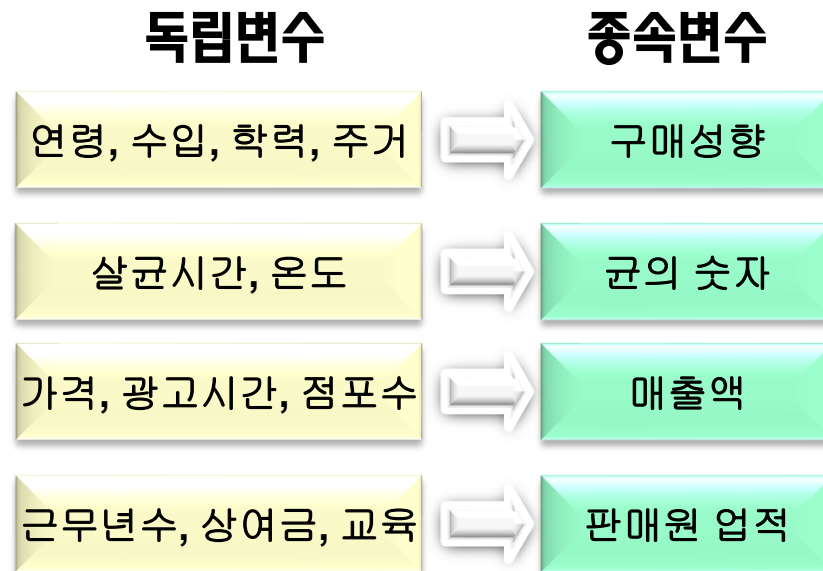 독립변수 종속변수
연령, 수입, 학력, 주거 구매성향
살균시간, 온도 균의 숫자
가격, 광고시간, 점포수 매출액
근무년수, 상여금, 교육 판매원 업적